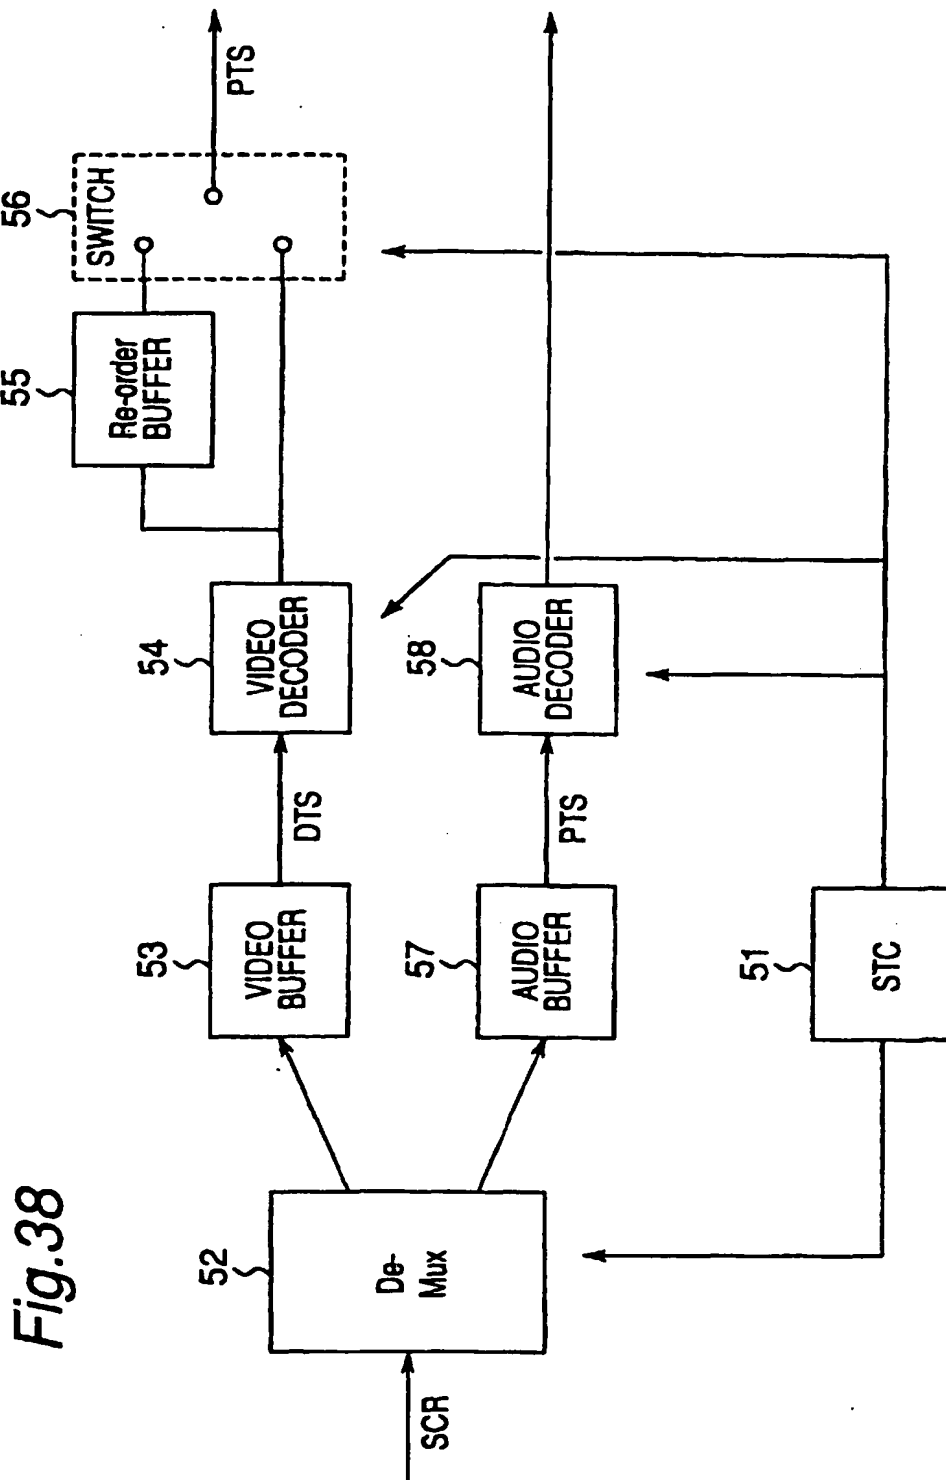 Fig.38
SCR
52
De-
Mux
53
VIDEO
BUFFER
DTS
54
VIDEO
DECODER
55
Re-order
BUFFER
56
SWITCH
PTS
57
AUDIO
BUFFER
PTS
58
AUDIO
DECODER
51
STC